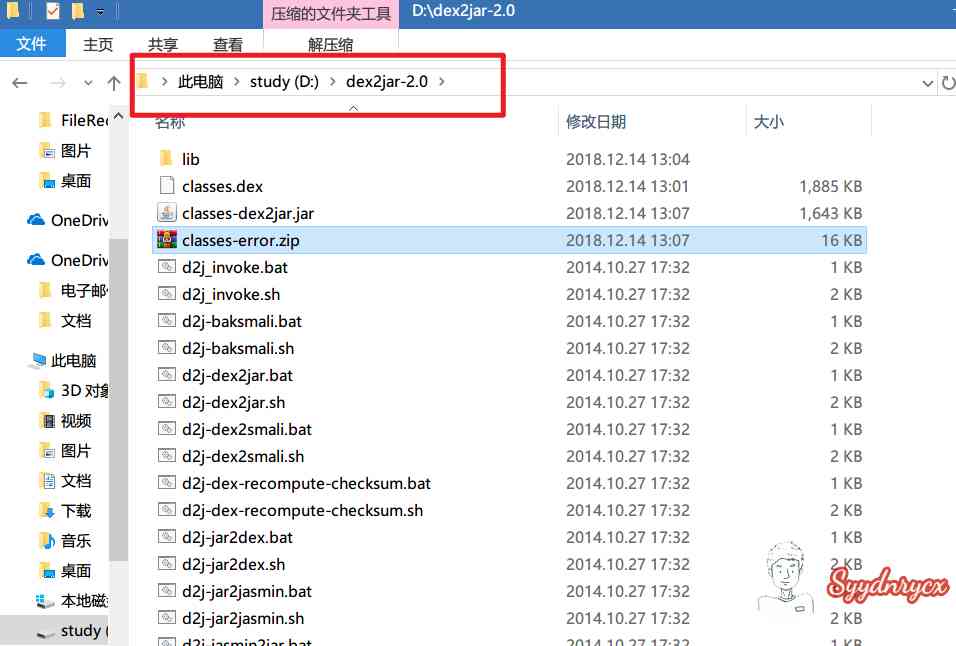 压缩的文件夹工具 D:\dex2jar-2.0
文件 主页 共享 查看 解压缩
此电脑 study (D:) dex2jar-2.0
名称 修改日期 大小
FileRec
图片
桌面
OneDriv
OneDriv
电子邮
文档
此电脑
3D 对象
视频
图片
文档
下载
音乐
桌面
本地磁
study (
lib 2018.12.14 13:04
classes.dex 2018.12.14 13:01 1,885 KB
classes-dex2jar.jar 2018.12.14 13:07 1,643 KB
classes-error.zip 2018.12.14 13:07 16 KB
d2j_invoke.bat 2014.10.27 17:32 1 KB
d2j_invoke.sh 2014.10.27 17:32 2 KB
d2j-baksmali.bat 2014.10.27 17:32 1 KB
d2j-baksmali.sh 2014.10.27 17:32 2 KB
d2j-dex2jar.bat 2014.10.27 17:32 1 KB
d2j-dex2jar.sh 2014.10.27 17:32 2 KB
d2j-dex2smali.bat 2014.10.27 17:32 1 KB
d2j-dex2smali.sh 2014.10.27 17:32 2 KB
d2j-dex-recompute-checksum.bat 2014.10.27 17:32 1 KB
d2j-dex-recompute-checksum.sh 2014.10.27 17:32 2 KB
d2j-jar2dex.bat 2014.10.27 17:32 1 KB
d2j-jar2dex.sh 2014.10.27 17:32 2 KB
d2j-jar2jasmin.bat 2014.10.27 17:32 1 KB
d2j-jar2jasmin.sh 2014.10.27 17:32 2 KB
d2j-jasmin2jar.bat 2014.10.27 17:32 1 KB
Syydnrycx